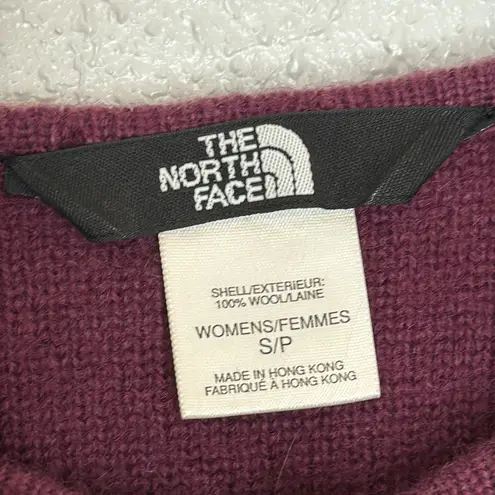 THE
NORTH
FACE
SHELL/EXTERIEUR:
100% WOOL/LAINE
WOMENS/FEMMES
S/P
MADE IN HONG KONG
FABRIQUÉ À HONG KONG